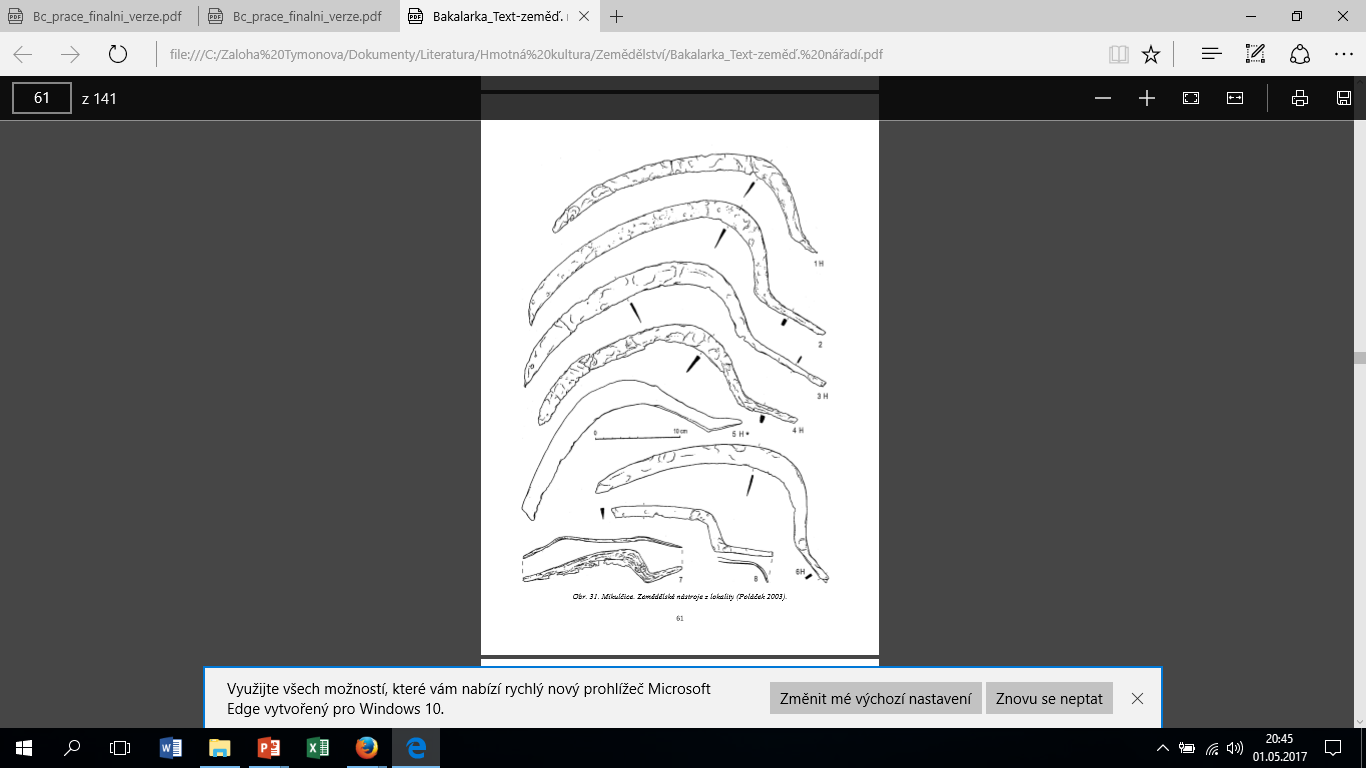 Bc_prace_finalni_verze.pdf
Bc_prace_finalni_verze.pdf
Bakalarka_Text-zeměď.
file:///C:/Zaloha%20Tymonova/Dokumenty/Literatura/Hmotná%20kultura/Zemědělství/Bakalarka_Text-zeměď.%20nářadí.pdf
61 z 141
1 H
2
3 H
4 H
5 H *
0 10 cm
6H
7
8
Obr. 31. Mikulčice. Zemědělské nástroje z lokality (Poláček 2003).
61
Využijte všech možností, které vám nabízí rychlý nový prohlížeč Microsoft
Edge vytvořený pro Windows 10.
Změnit mé výchozí nastavení
Znovu se neptat
20:45
01.05.2017